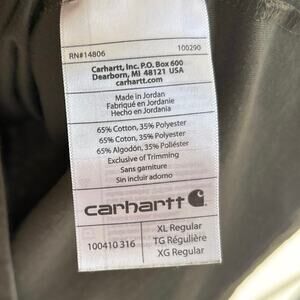 RN#14806 100290
Carhartt, Inc. P.O. Box 600
Dearborn, MI 48121 USA
carhartt.com
Made in Jordan
Fabriqué en Jordanie
Hecho en Jordania
65% Cotton, 35% Polyester
65% Coton, 35% Polyester
65% Algodón, 35% Poliéster
Exclusive of Trimming
Sans garniture
Sin incluir adorno
carhartt
100410 316
XL Regular
TG Régulière
XG Regular